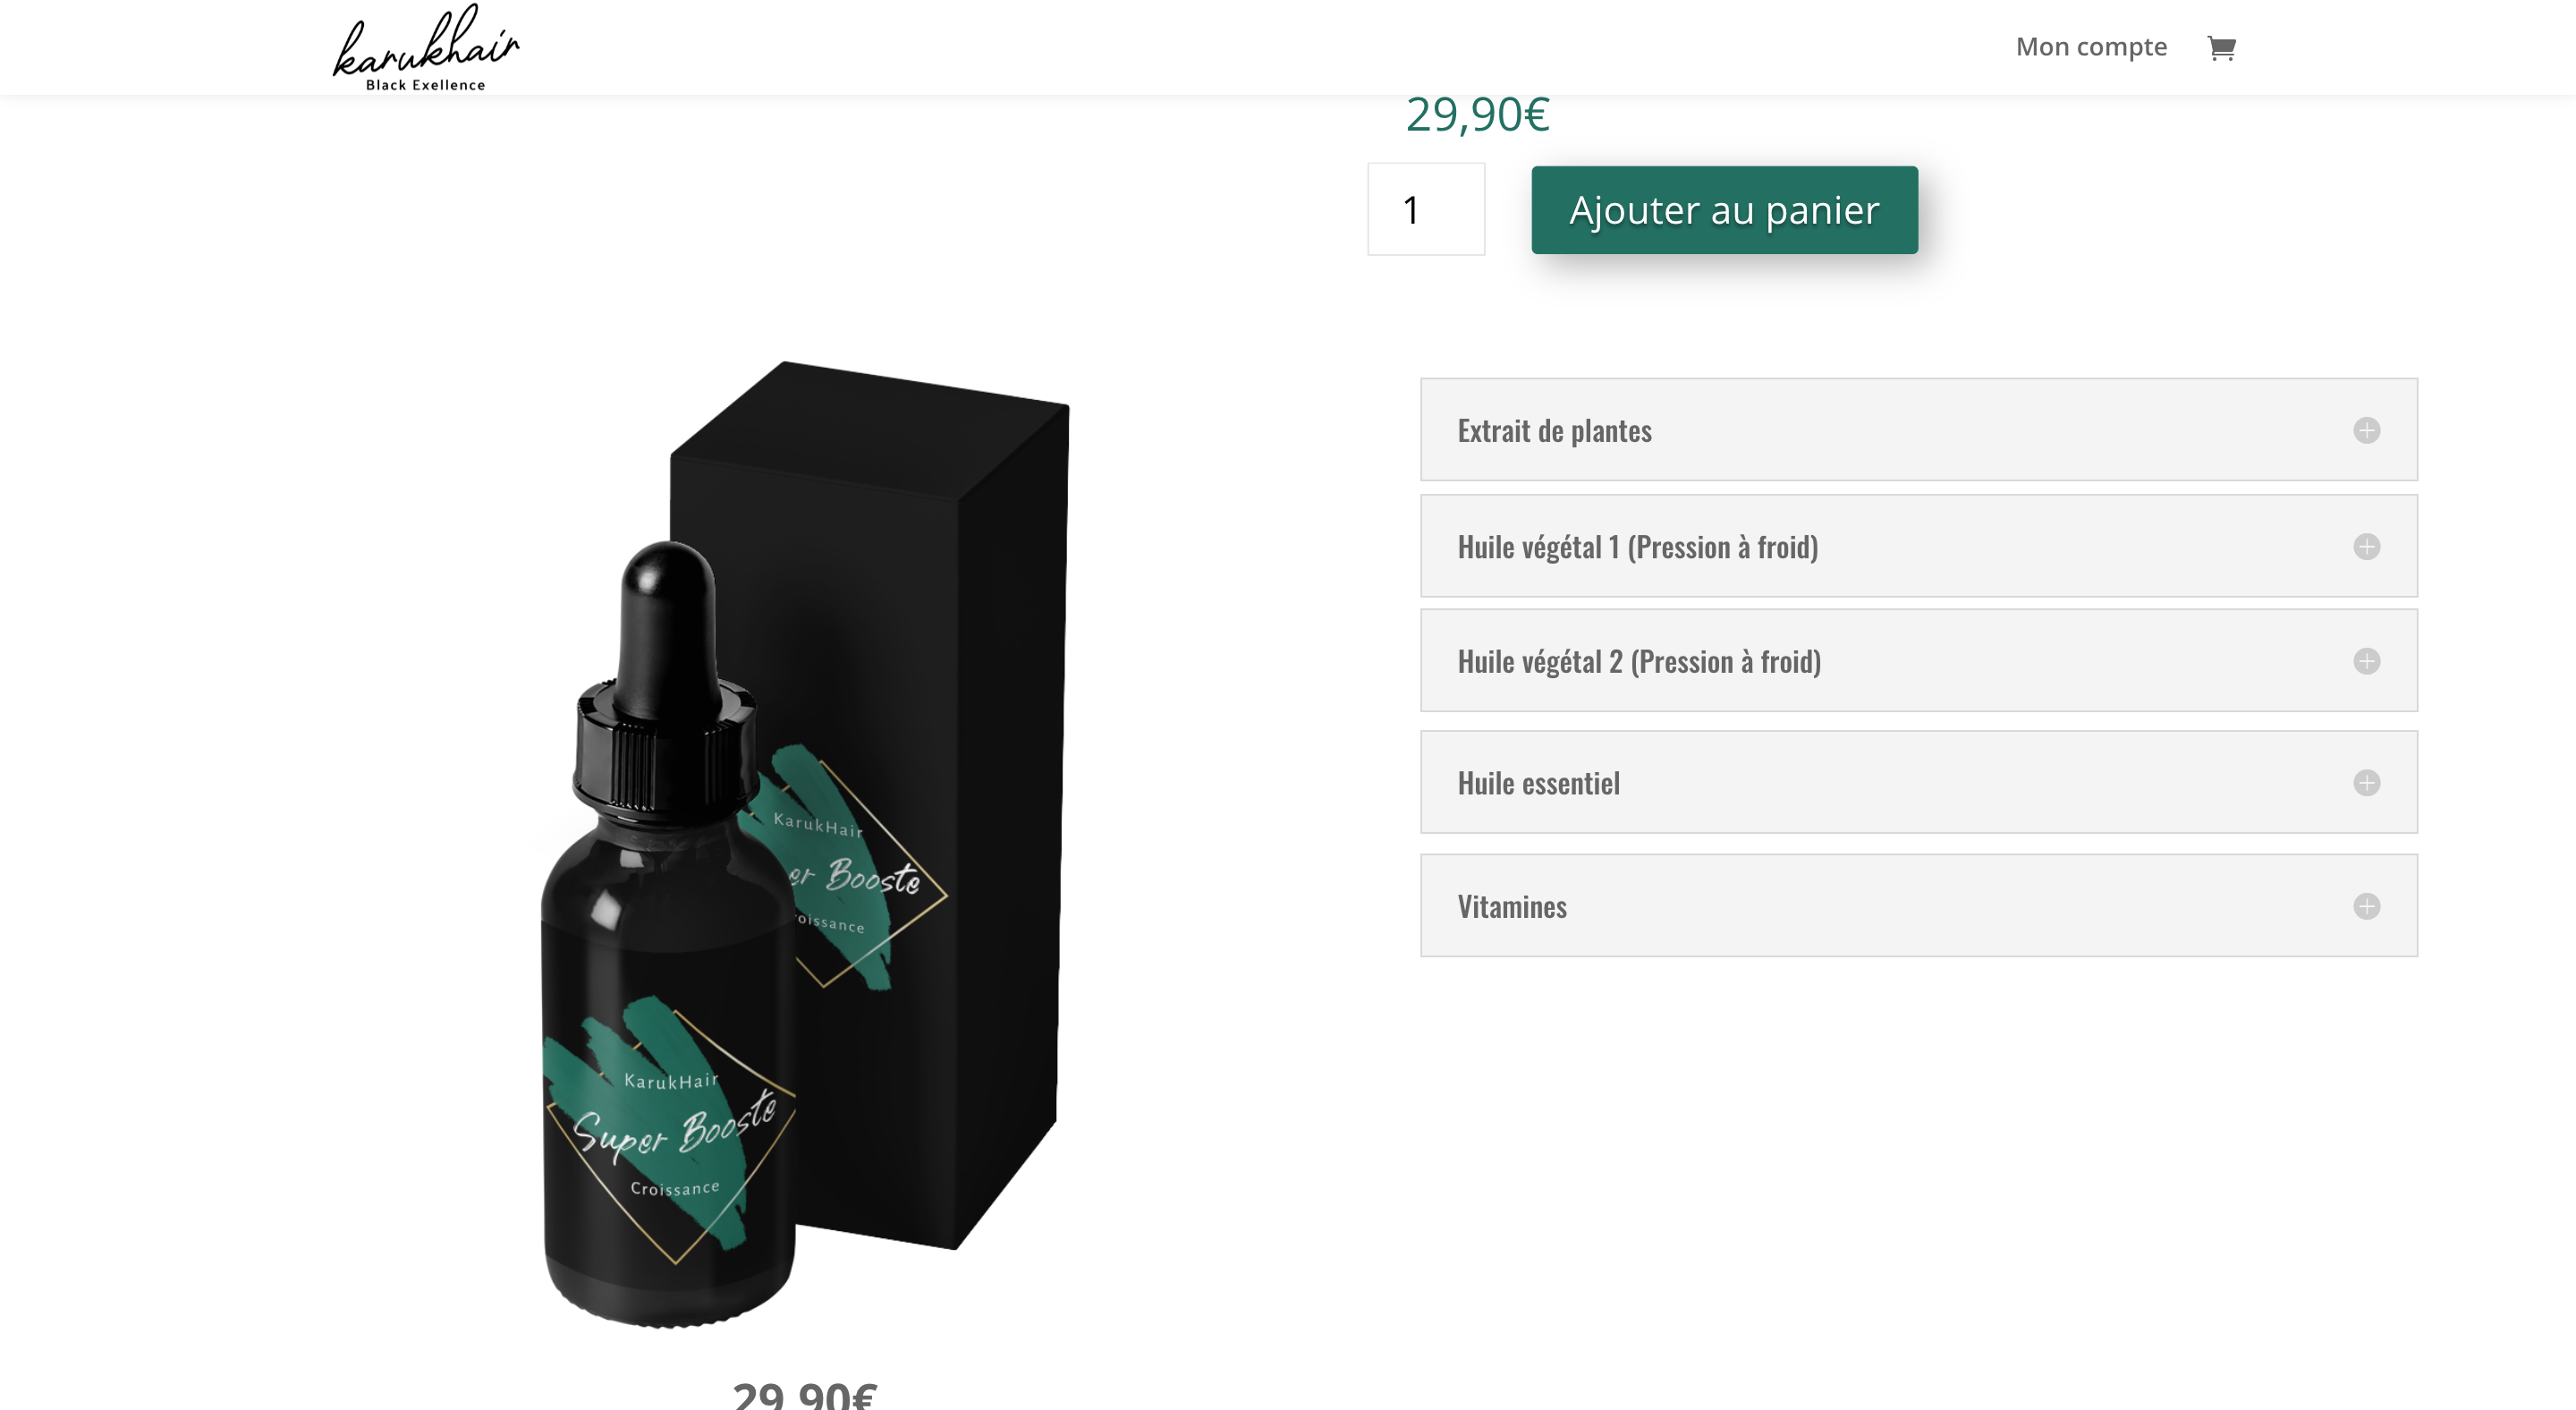 karukhair
Black Exellence
Mon compte
29,90€
1
Ajouter au panier
Extrait de plantes
Huile végétal 1 (Pression à froid)
Huile végétal 2 (Pression à froid)
Huile essentiel
Vitamines
KarukHair
er Booste
roissance
KarukHair
Super Booste
Croissance
29,90€